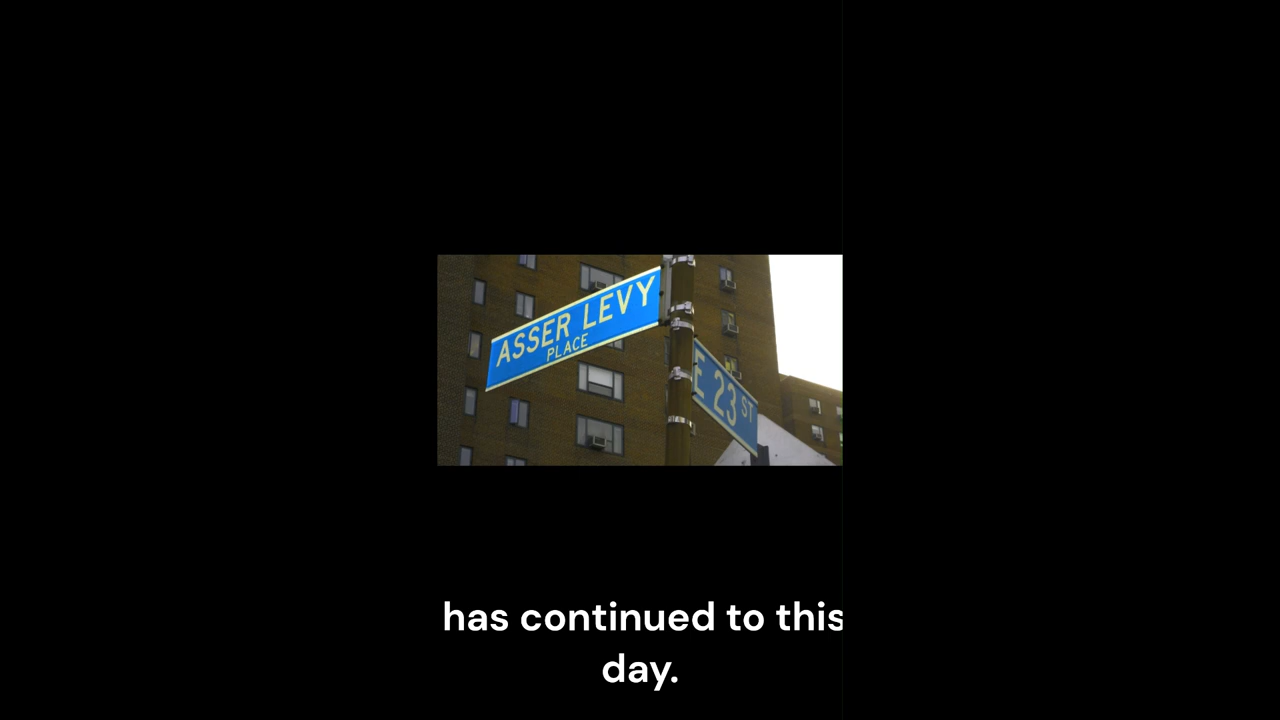 ASSER LEVY
PLACE
E 23 ST
has continued to this
day.